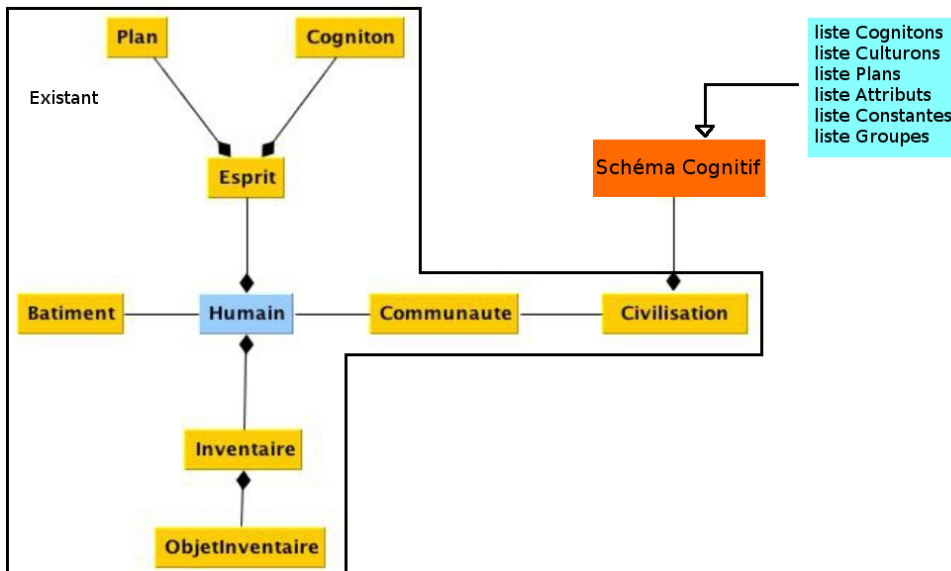 Plan
Cogniton
liste Cognitons
liste Culturons
liste Plans
liste Attributs
liste Constantes
liste Groupes
Existant
Esprit
Schéma Cognitif
Batiment
Humain
Communaute
Civilisation
Inventaire
ObjetInventaire